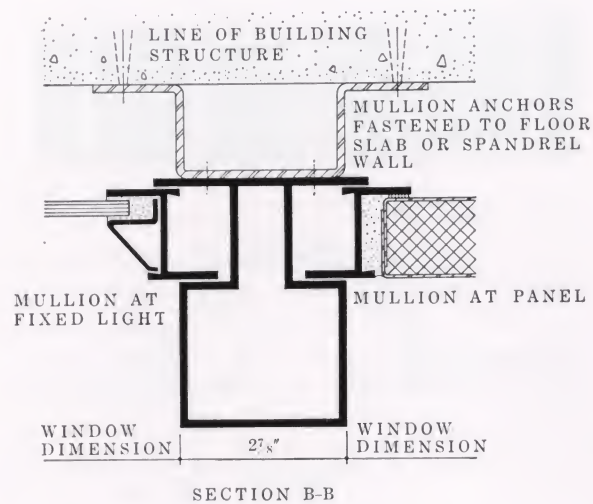 LINE OF BUILDING
STRUCTURE
MULLION ANCHORS
FASTENED TO FLOOR
SLAB OR SPANDREL
WALL
MULLION AT
FIXED LIGHT
MULLION AT PANEL
WINDOW
DIMENSION
2⅞"
WINDOW
DIMENSION
SECTION B-B